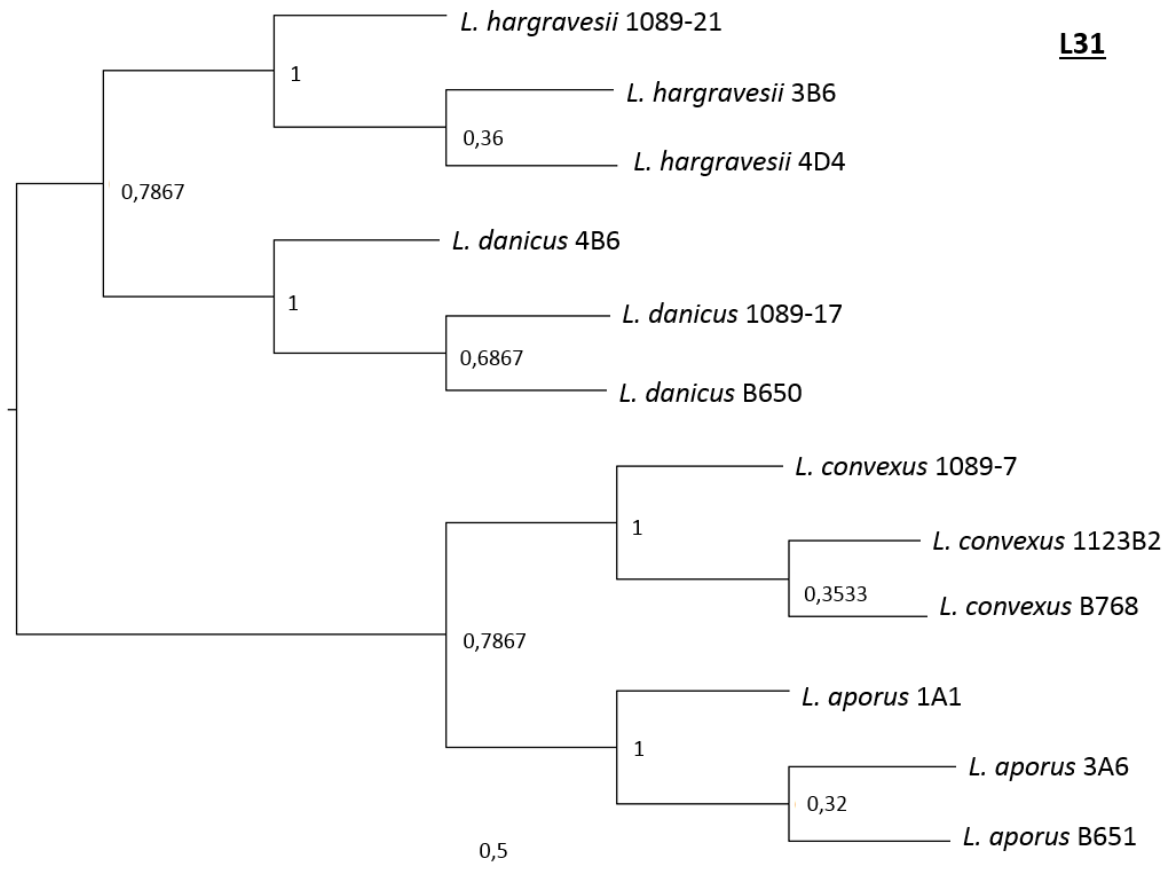 L. hargravesii 1089-21
L31
1
L. hargravesii 3B6
0,36
L. hargravesii 4D4
0,7867
L. danicus 4B6
1
L. danicus 1089-17
0,6867
L. danicus B650
L. convexus 1089-7
1
L. convexus 1123B2
0,3533
L. convexus B768
0,7867
L. aporus 1A1
1
L. aporus 3A6
0,32
L. aporus B651
0,5